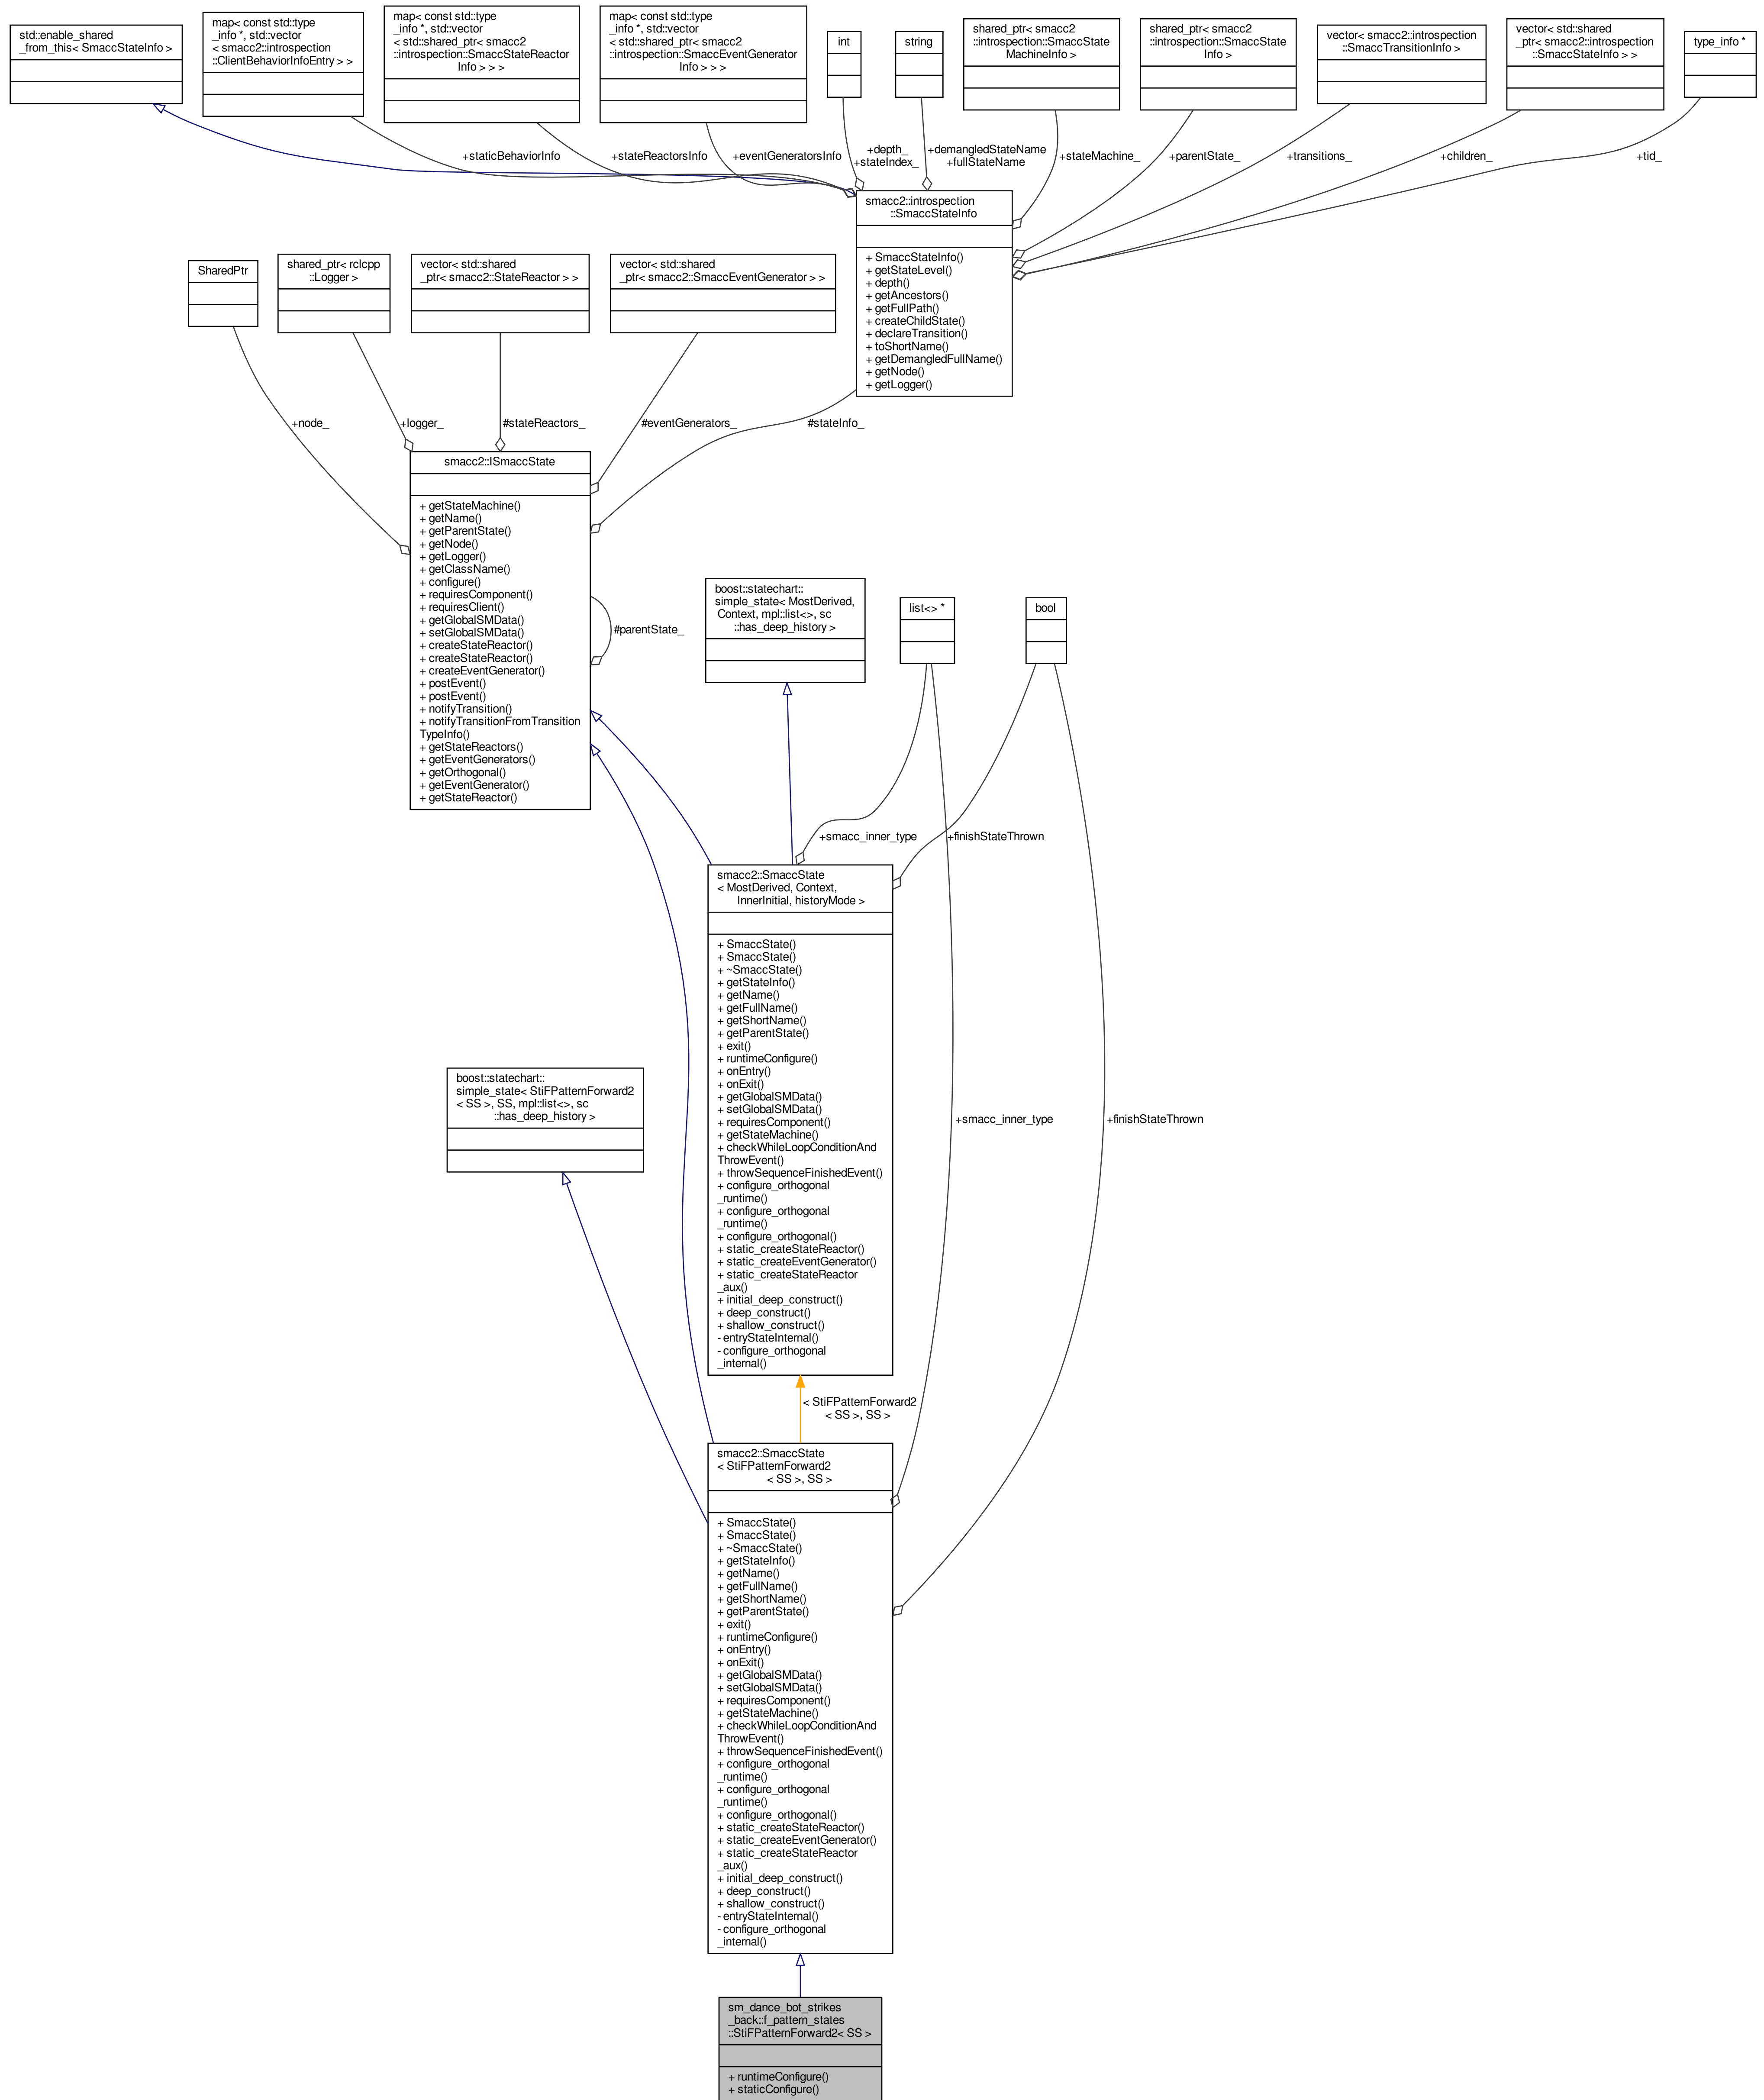 std::enable_shared
_from_this< SmaccStateInfo >
map< const std::type
_info *, std::vector
< smacc2::introspection
::ClientBehaviorInfoEntry > >
map< const std::type
_info *, std::vector
< std::shared_ptr< smacc2
::introspection::SmaccStateReactor
Info > > >
map< const std::type
_info *, std::vector
< std::shared_ptr< smacc2
::introspection::SmaccEventGenerator
Info > > >
int
string
shared_ptr< smacc2
::introspection::SmaccState
MachineInfo >
shared_ptr< smacc2
::introspection::SmaccState
Info >
vector< smacc2::introspection
::SmaccTransitionInfo >
vector< std::shared
_ptr< smacc2::introspection
::SmaccStateInfo > >
type_info *
+staticBehaviorInfo
+stateReactorsInfo
+eventGeneratorsInfo
+depth_
+stateIndex_
+demangledStateName
+fullStateName
+stateMachine_
+parentState_
+transitions_
+children_
+tid_
smacc2::introspection
::SmaccStateInfo
+ SmaccStateInfo()
+ getStateLevel()
+ depth()
+ getAncestors()
+ getFullPath()
+ createChildState()
+ declareTransition()
+ toShortName()
+ getDemangledFullName()
+ getNode()
+ getLogger()
SharedPtr
shared_ptr< rclcpp
::Logger >
vector< std::shared
_ptr< smacc2::StateReactor > >
vector< std::shared
_ptr< smacc2::SmaccEventGenerator > >
+node_
+logger_
#stateReactors_
#eventGenerators_
#stateInfo_
smacc2::ISmaccState
+ getStateMachine()
+ getName()
+ getParentState()
+ getNode()
+ getLogger()
+ getClassName()
+ configure()
+ requiresComponent()
+ requiresClient()
+ getGlobalSMData()
+ setGlobalSMData()
+ createStateReactor()
+ createStateReactor()
+ createEventGenerator()
+ postEvent()
+ postEvent()
+ notifyTransition()
+ notifyTransitionFromTransition
TypeInfo()
+ getStateReactors()
+ getEventGenerators()
+ getOrthogonal()
+ getEventGenerator()
+ getStateReactor()
#parentState_
boost::statechart::
simple_state< MostDerived,
Context, mpl::list<>, sc
::has_deep_history >
list<> *
bool
+smacc_inner_type
+finishStateThrown
smacc2::SmaccState
< MostDerived, Context,
InnerInitial, historyMode >
+ SmaccState()
+ SmaccState()
+ ~SmaccState()
+ getStateInfo()
+ getName()
+ getFullName()
+ getShortName()
+ getParentState()
+ exit()
+ runtimeConfigure()
+ onEntry()
+ onExit()
+ getGlobalSMData()
+ setGlobalSMData()
+ requiresComponent()
+ getStateMachine()
+ checkWhileLoopConditionAnd
ThrowEvent()
+ throwSequenceFinishedEvent()
+ configure_orthogonal
_runtime()
+ configure_orthogonal
_runtime()
+ configure_orthogonal()
+ static_createStateReactor()
+ static_createEventGenerator()
+ static_createStateReactor
_aux()
+ initial_deep_construct()
+ deep_construct()
+ shallow_construct()
- entryStateInternal()
- configure_orthogonal
_internal()
boost::statechart::
simple_state< StiFPatternForward2
< SS >, SS, mpl::list<>, sc
::has_deep_history >
+smacc_inner_type
+finishStateThrown
< StiFPatternForward2
< SS >, SS >
smacc2::SmaccState
< StiFPatternForward2
< SS >, SS >
+ SmaccState()
+ SmaccState()
+ ~SmaccState()
+ getStateInfo()
+ getName()
+ getFullName()
+ getShortName()
+ getParentState()
+ exit()
+ runtimeConfigure()
+ onEntry()
+ onExit()
+ getGlobalSMData()
+ setGlobalSMData()
+ requiresComponent()
+ getStateMachine()
+ checkWhileLoopConditionAnd
ThrowEvent()
+ throwSequenceFinishedEvent()
+ configure_orthogonal
_runtime()
+ configure_orthogonal
_runtime()
+ configure_orthogonal()
+ static_createStateReactor()
+ static_createEventGenerator()
+ static_createStateReactor
_aux()
+ initial_deep_construct()
+ deep_construct()
+ shallow_construct()
- entryStateInternal()
- configure_orthogonal
_internal()
sm_dance_bot_strikes
_back::f_pattern_states
::StiFPatternForward2< SS >
+ runtimeConfigure()
+ staticConfigure()